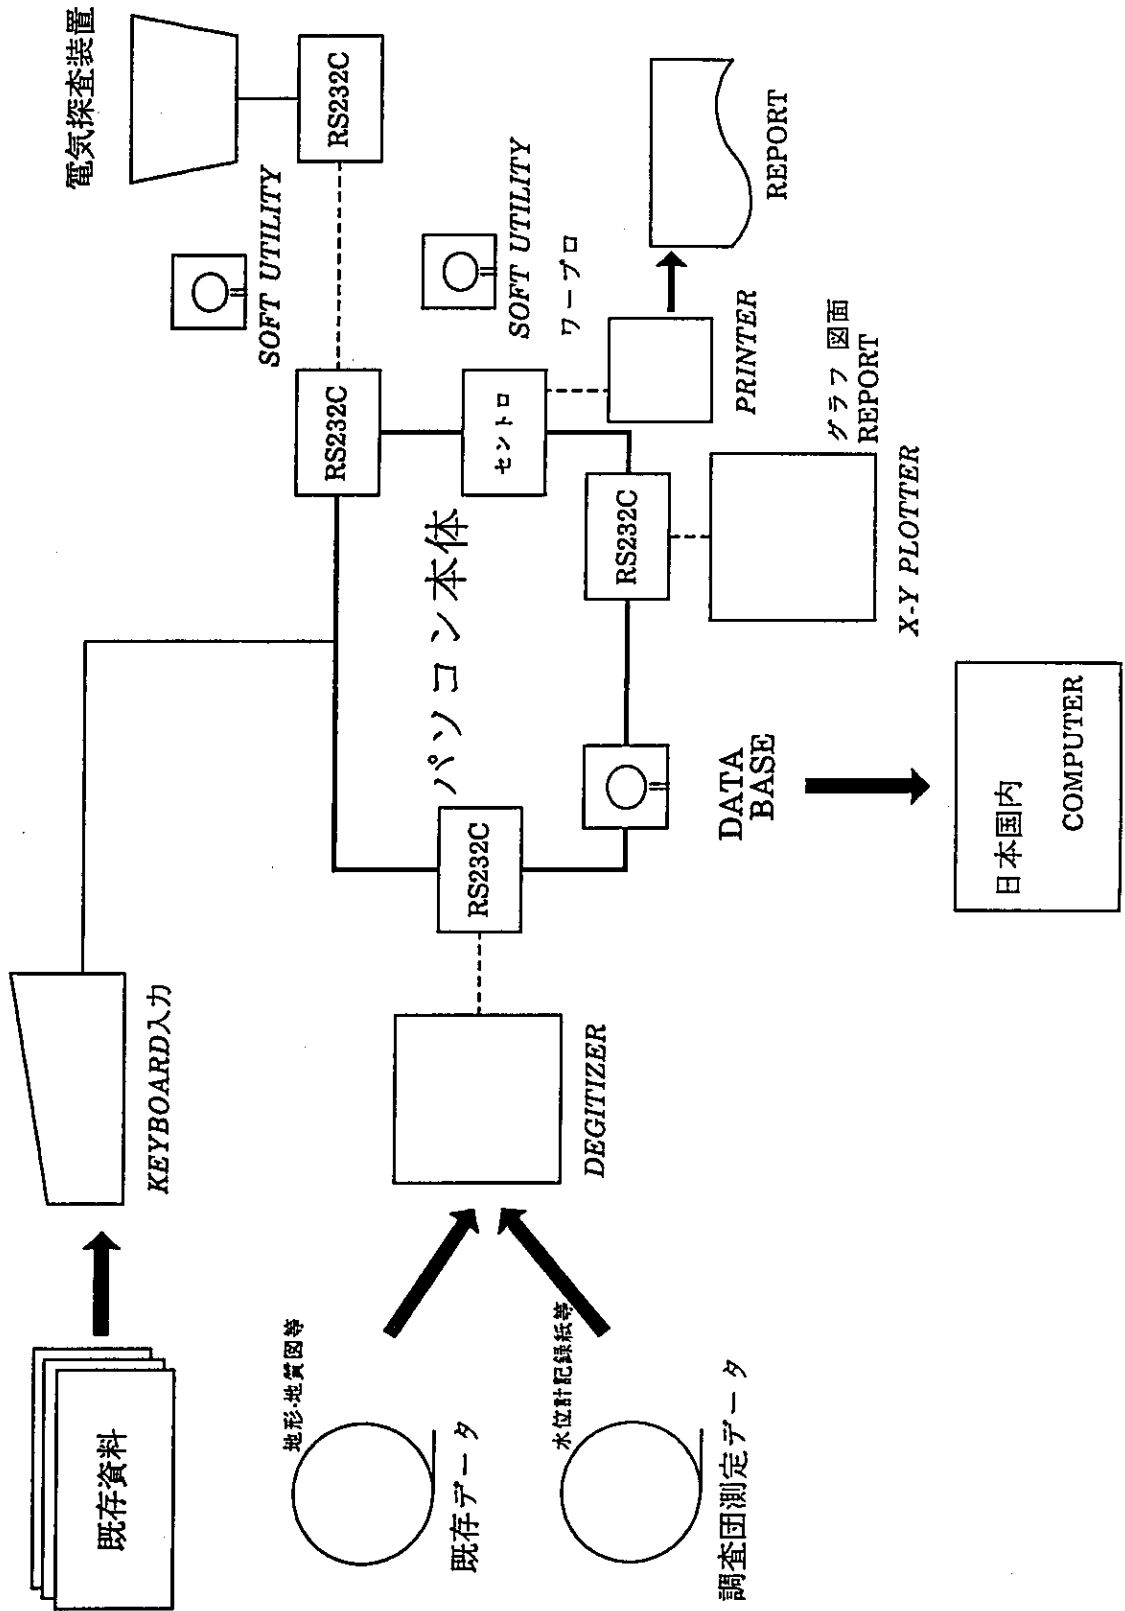 既存資料
KEYBOARD入力
地形・地質図等
既存データ
水位計記録紙等
調査団測定データ
DEGITIZER
RS232C
パソコン本体
DATA
BASE
日本国内
COMPUTER
RS232C
セントロ
RS232C
X-Y PLOTTER
グラフ 図面
REPORT
PRINTER
REPORT
SOFT UTILITY
SOFT UTILITY
ワープロ
RS232C
電気探査装置